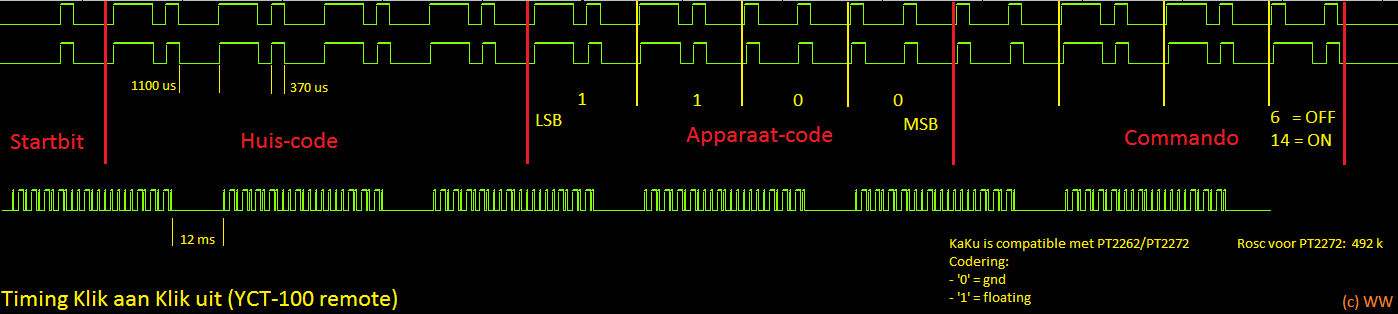 1100 us
370 us
1
1
0
0
LSB
MSB
Startbit
Huis-code
Apparaat-code
Commando
6 = OFF
14 = ON
12 ms
KaKu is compatible met PT2262/PT2272
Rosc voor PT2272: 492 k
Codering:
- '0' = gnd
- '1' = floating
Timing Klik aan Klik uit (YCT-100 remote)
(c) WW